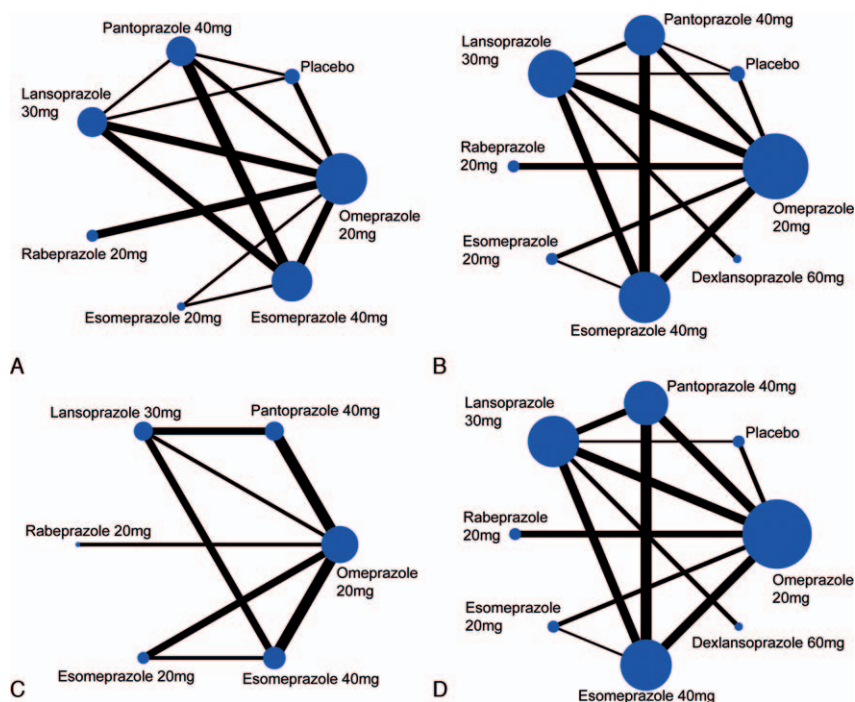 Pantoprazole 40mg
Placebo
Lansoprazole
30mg
Omeprazole
20mg
Rabeprazole 20mg
Esomeprazole 20mg
Esomeprazole 40mg
A
Pantoprazole 40mg
Lansoprazole
30mg
Placebo
Rabeprazole
20mg
Omeprazole
20mg
Esomeprazole
20mg
Dexlansoprazole 60mg
Esomeprazole 40mg
B
Lansoprazole 30mg
Pantoprazole 40mg
Rabeprazole 20mg
Omeprazole
20mg
Esomeprazole 20mg
Esomeprazole 40mg
C
Pantoprazole 40mg
Lansoprazole
30mg
Placebo
Rabeprazole
20mg
Omeprazole
20mg
Esomeprazole
20mg
Dexlansoprazole 60mg
Esomeprazole 40mg
D